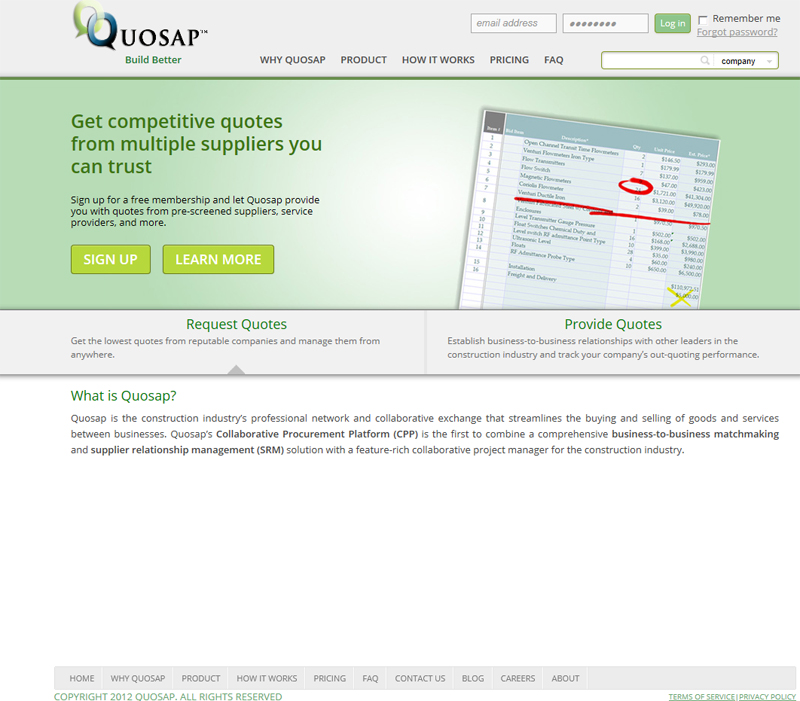 QUOSAP™
Build Better
email address
Log in
Remember me
Forgot password?
WHY QUOSAP
PRODUCT
HOW IT WORKS
PRICING
FAQ
company
Get competitive quotes
from multiple suppliers you
can trust
Sign up for a free membership and let Quosap provide
you with quotes from pre-screened suppliers, service
providers, and more.
SIGN UP
LEARN MORE
Item # Bid Item Description* Qty Unit Price Est. Price*
1 Open Channel Transit Time Flowmeters 2 $146.50 $293.00
2 Venturi Flowmeters Iron Type 1 $179.99 $179.99
3 Flow Transmitters 7 $137.00 $959.00
4 Flow Switch $47.00 $423.00
5 Magnetic Flowmeters $1,721.00 $41,304.00
6 Coriolis Flowmeter 16 $3,120.00 $49,920.00
7 Venturi Ductile Iron 2 $39.00 $78.00
8
9 Enclosures 1 $502.00 $502.00
10 Level Transmitter Gauge Pressure 16 $168.00 $2,688.00
11 Float Switches Chemical Duty and 10 $399.00 $3,990.00
12 Level switch RF admittance Point Type 28 $35.00 $980.00
13 Ultrasonic Level 4 $60.00 $240.00
14 Floats 10 $650.00 $6,500.00
RF Admittance Probe Type
15 Installation
16 Freight and Delivery
Request Quotes
Get the lowest quotes from reputable companies and manage them from
anywhere.
Provide Quotes
Establish business-to-business relationships with other leaders in the
construction industry and track your company's out-quoting performance.
What is Quosap?
Quosap is the construction industry's professional network and collaborative exchange that streamlines the buying and selling of goods and services
between businesses. Quosap's Collaborative Procurement Platform (CPP) is the first to combine a comprehensive business-to-business matchmaking
and supplier relationship management (SRM) solution with a feature-rich collaborative project manager for the construction industry.
HOME
WHY QUOSAP
PRODUCT
HOW IT WORKS
PRICING
FAQ
CONTACT US
BLOG
CAREERS
ABOUT
COPYRIGHT 2012 QUOSAP. ALL RIGHTS RESERVED
TERMS OF SERVICE|PRIVACY POLICY